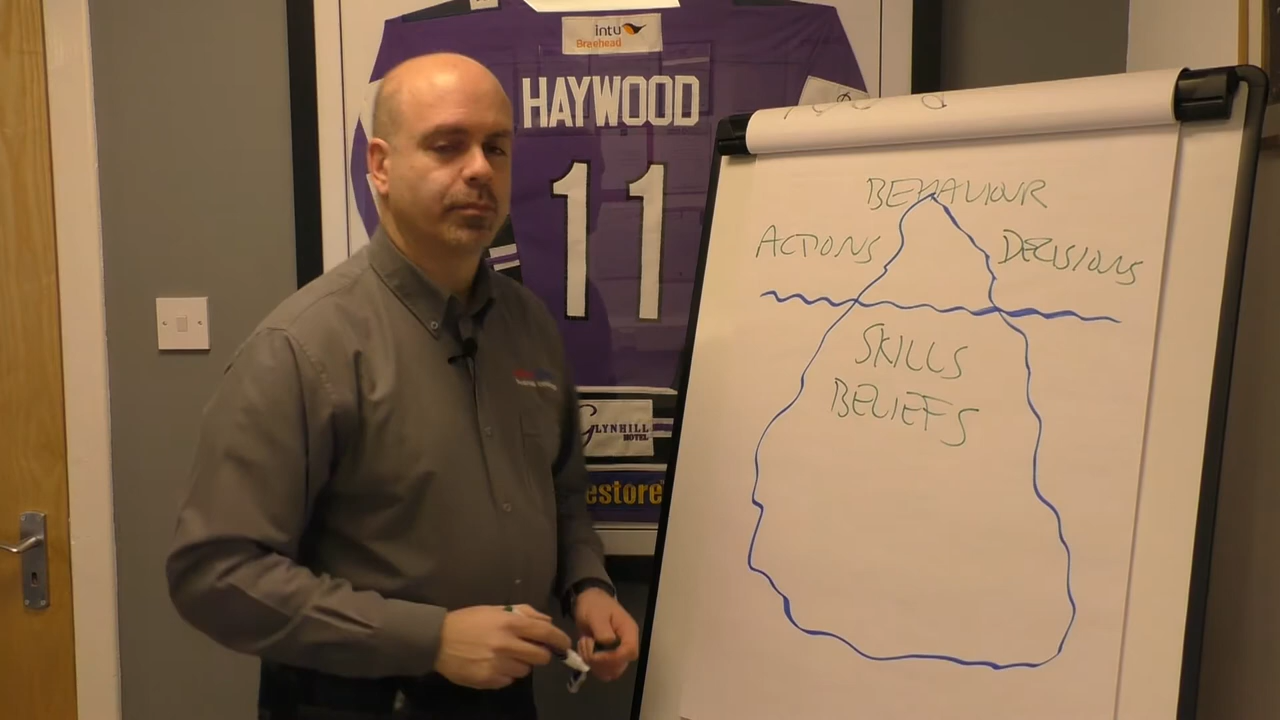 intu
Braehead
HAYWOOD
11
GLYNHILL
HOTEL
estore
BEHAVIOUR
ACTIONS
DECISIONS
SKILLS
BELIEFS